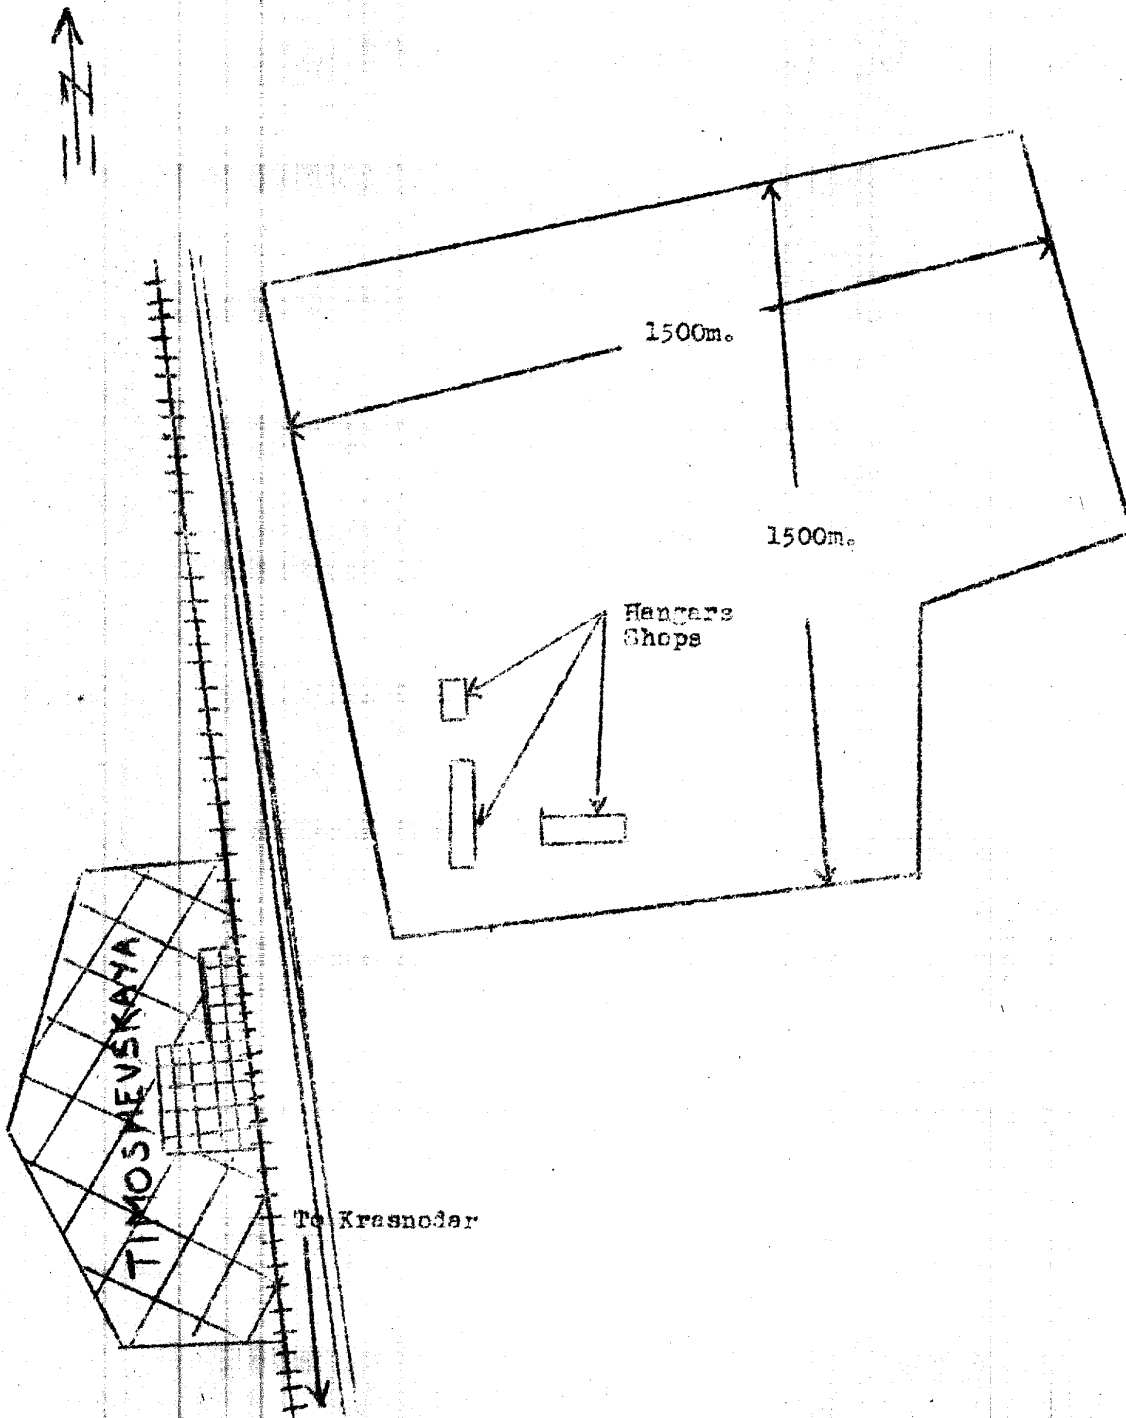 N
1500m.
1500m.
Hangars
Shops
TIMOSHEVSKAYA
To Krasnodar